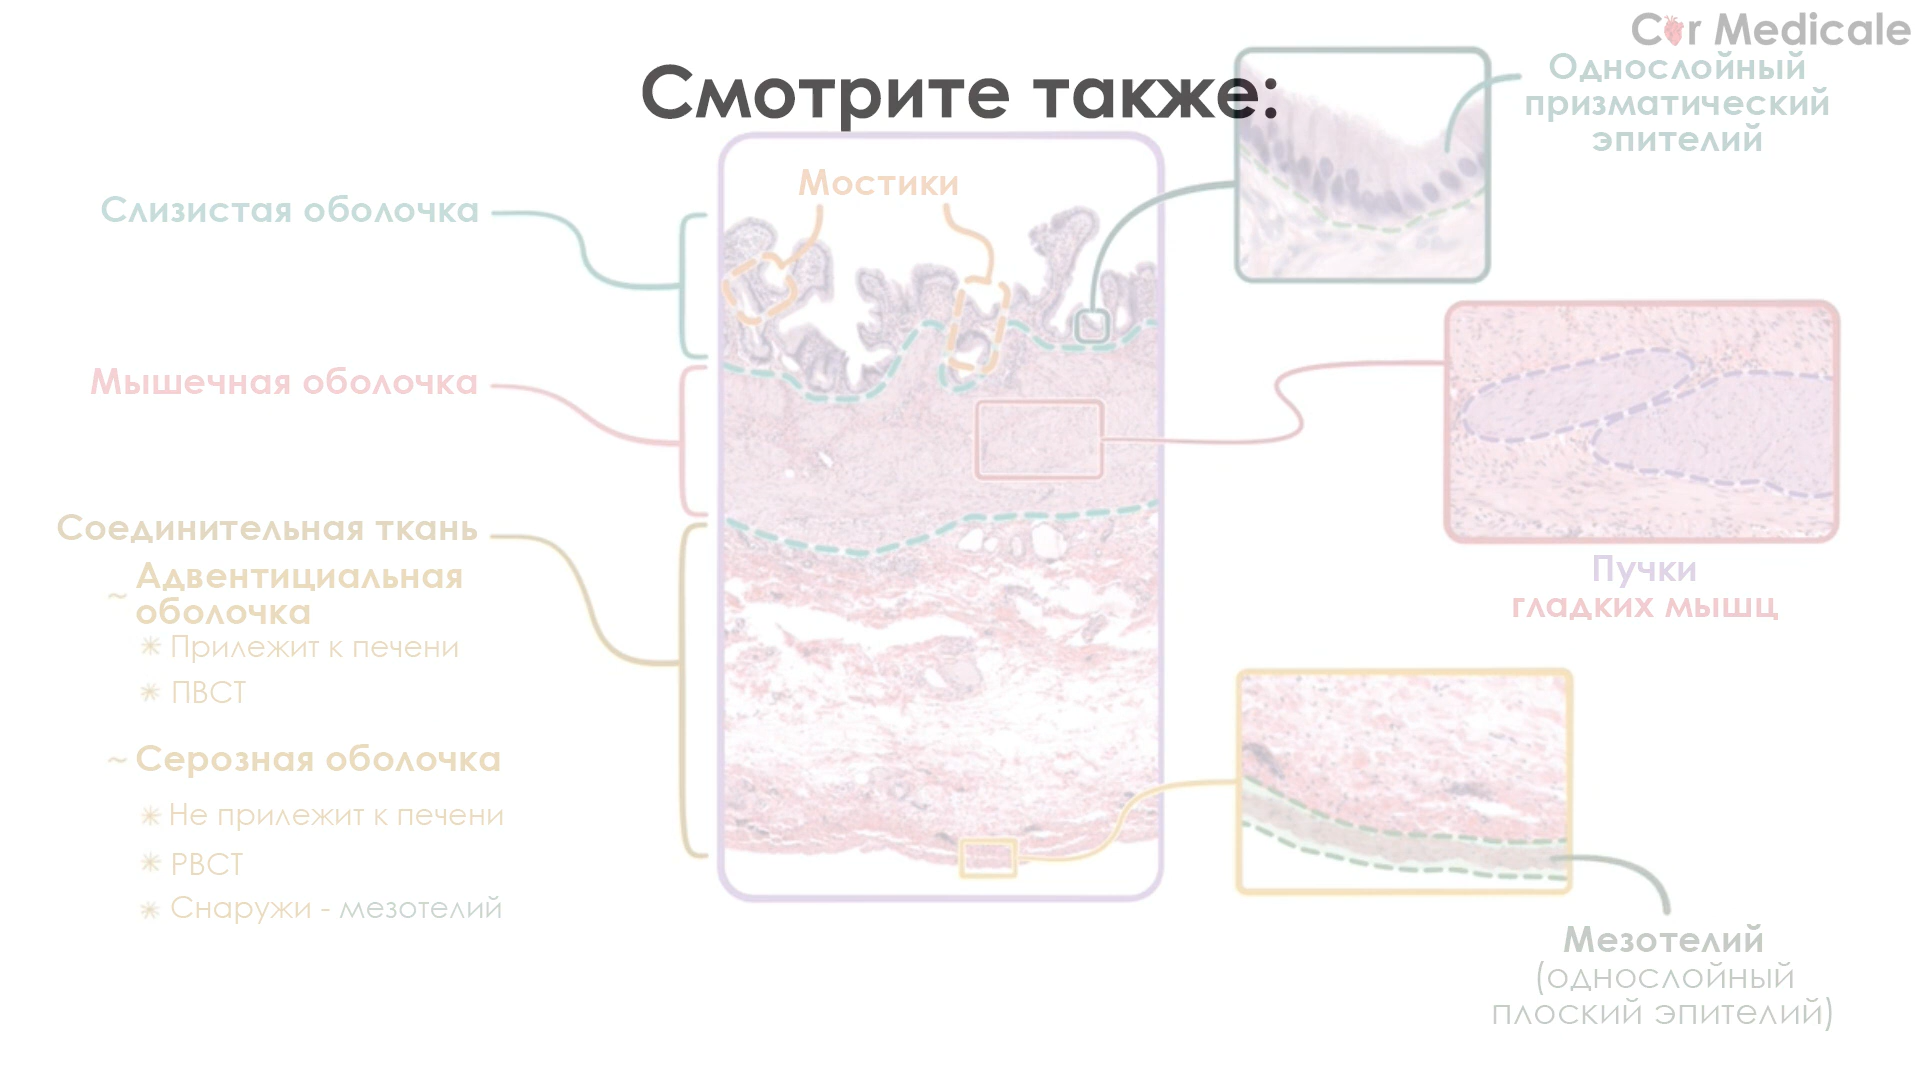 Cor Medicale
Смотрите также:
Однослойный
призматический
эпителий
Мостики
Слизистая оболочка
Мышечная оболочка
Соединительная ткань
~ Адвентициальная
оболочка
Прилежит к печени
ПВСТ
~ Серозная оболочка
Не прилежит к печени
РВСТ
Снаружи - мезотелий
Пучки
гладких мышц
Мезотелий
(однослойный
плоский эпителий)